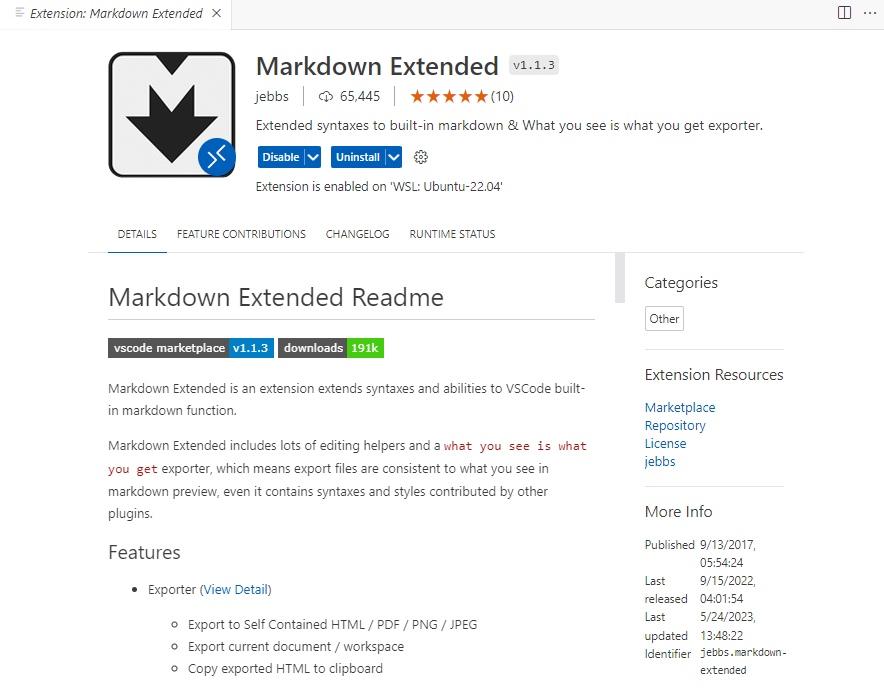 Extension: Markdown Extended
Markdown Extended v1.1.3
jebbs 65,445 (10)
Extended syntaxes to built-in markdown & What you see is what you get exporter.
Disable Uninstall
Extension is enabled on 'WSL: Ubuntu-22.04'
DETAILS FEATURE CONTRIBUTIONS CHANGELOG RUNTIME STATUS
Markdown Extended Readme
vscode marketplace v1.1.3 downloads 191k
Markdown Extended is an extension extends syntaxes and abilities to VSCode built-
in markdown function.
Markdown Extended includes lots of editing helpers and a what you see is what
you get exporter, which means export files are consistent to what you see in
markdown preview, even it contains syntaxes and styles contributed by other
plugins.
Features
Exporter (View Detail)
Export to Self Contained HTML / PDF / PNG / JPEG
Export current document / workspace
Copy exported HTML to clipboard
Categories
Other
Extension Resources
Marketplace
Repository
License
jebbs
More Info
Published 9/13/2017,
05:54:24
Last 9/15/2022,
released 04:01:54
Last 5/24/2023,
updated 13:48:22
Identifier jebbs.markdown-
extended